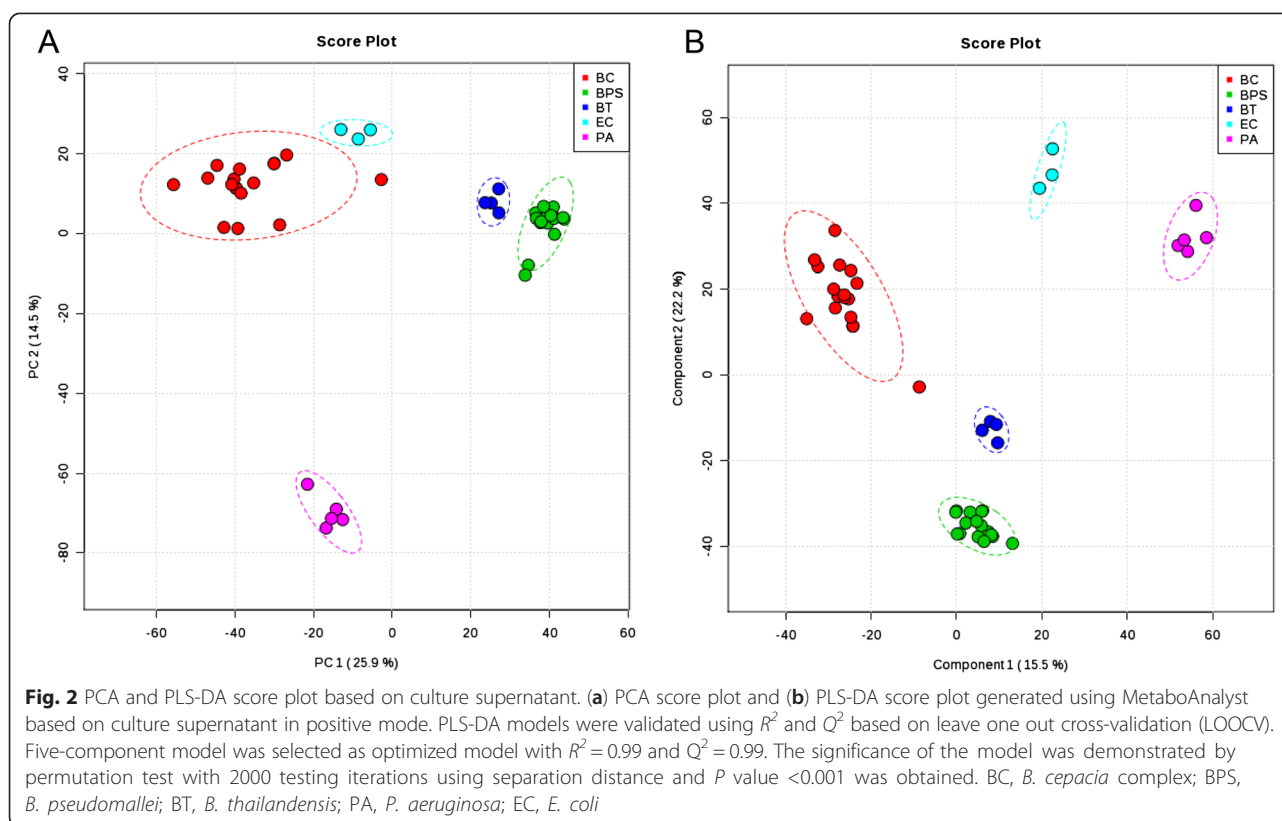 A
Score Plot
BC
BPS
BT
EC
PA
40
20
0
-20
-40
-60
-80
PC 2 ( 14.5 %)
-60
-40
-20
0
20
40
60
PC 1 ( 25.9 %)
B
Score Plot
BC
BPS
BT
EC
PA
60
40
20
0
-20
-40
Component 2 ( 22.2 %)
-40
-20
0
20
40
60
Component 1 ( 15.5 %)
Fig. 2 PCA and PLS-DA score plot based on culture supernatant. (a) PCA score plot and (b) PLS-DA score plot generated using MetaboAnalyst
based on culture supernatant in positive mode. PLS-DA models were validated using R² and Q² based on leave one out cross-validation (LOOCV).
Five-component model was selected as optimized model with R² = 0.99 and Q² = 0.99. The significance of the model was demonstrated by
permutation test with 2000 testing iterations using separation distance and P value <0.001 was obtained. BC, B. cepacia complex; BPS,
B. pseudomallei; BT, B. thailandensis; PA, P. aeruginosa; EC, E. coli